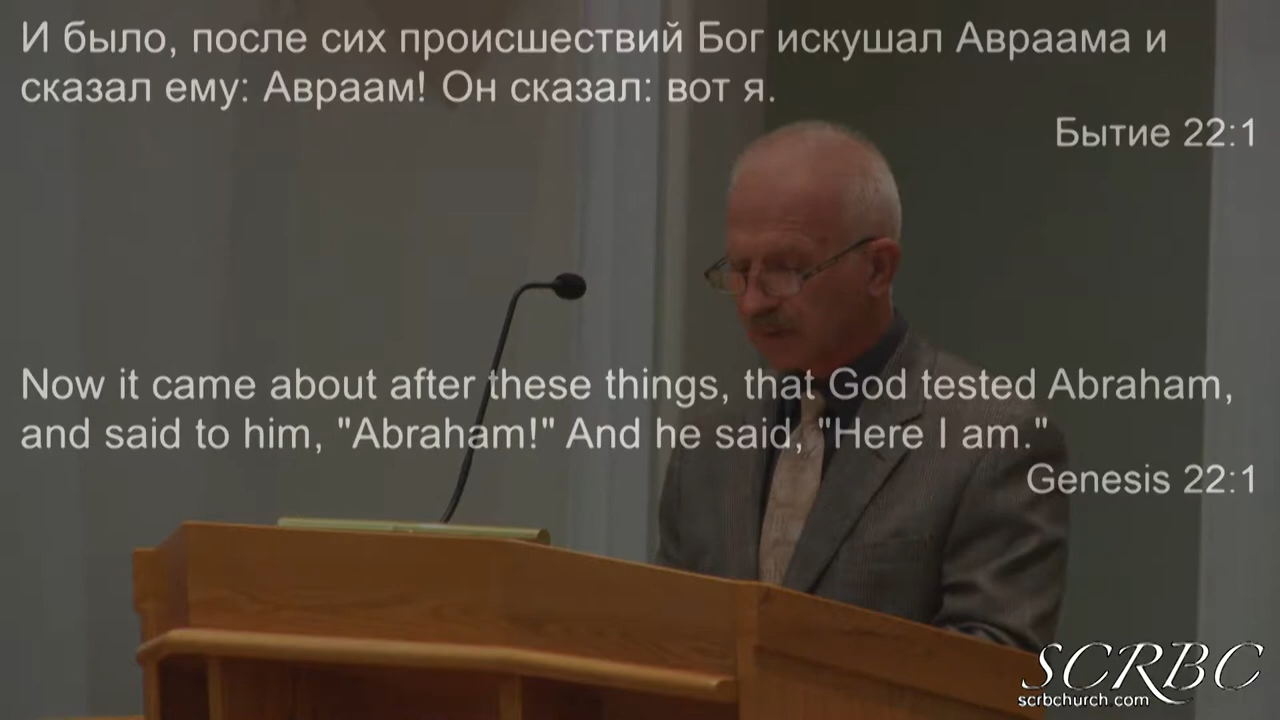 И было, после сих происшествий Бог искушал Авраама и
сказал ему: Авраам! Он сказал: вот я.
Бытие 22:1
Now it came about after these things, that God tested Abraham,
and said to him, "Abraham!" And he said, "Here I am."
Genesis 22:1
SCRBC
scrbchurch.com